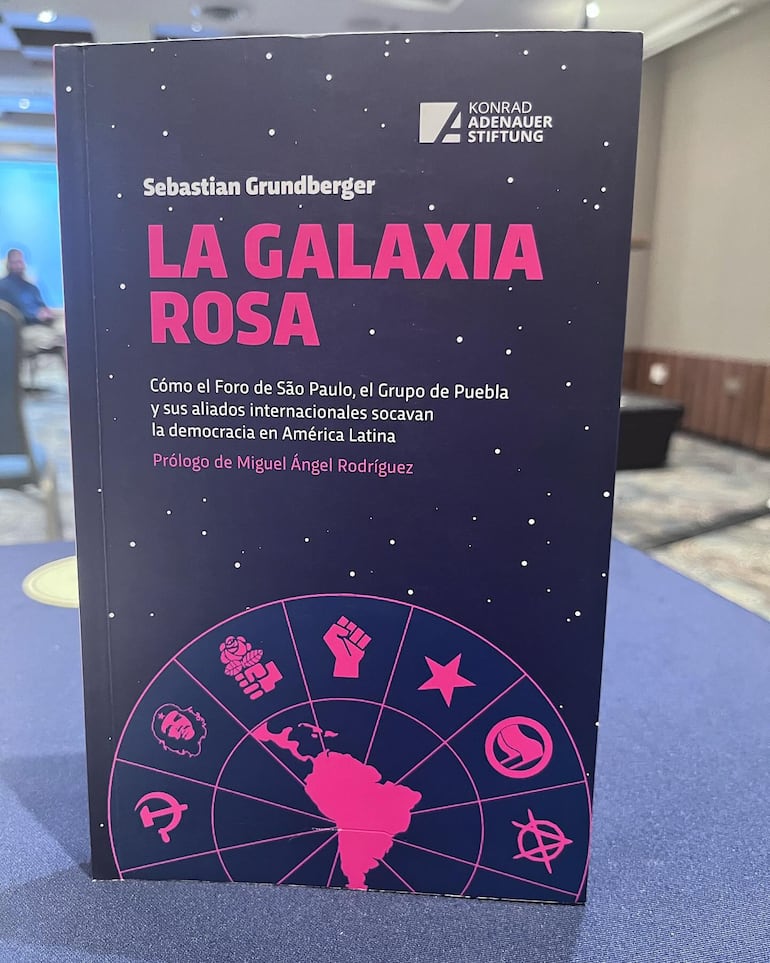 KONRAD
ADENAUER
STIFTUNG
Sebastian Grundberger
LA GALAXIA
ROSA
Cómo el Foro de São Paulo, el Grupo de Puebla
y sus aliados internacionales socavan
la democracia en América Latina
Prólogo de Miguel Ángel Rodríguez